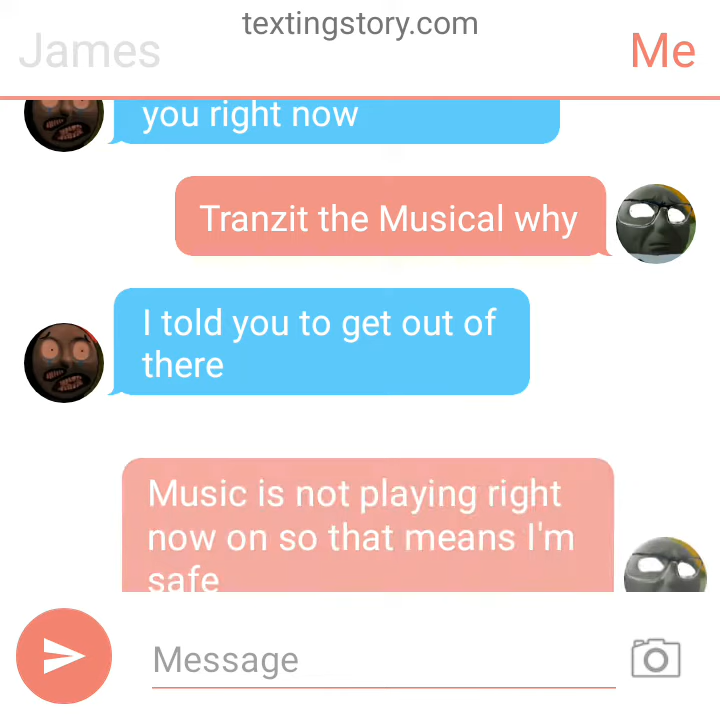 textingstory.com
James
Me
you right now
Tranzit the Musical why
I told you to get out of
there
Music is not playing right
now on so that means I'm
safe
Message